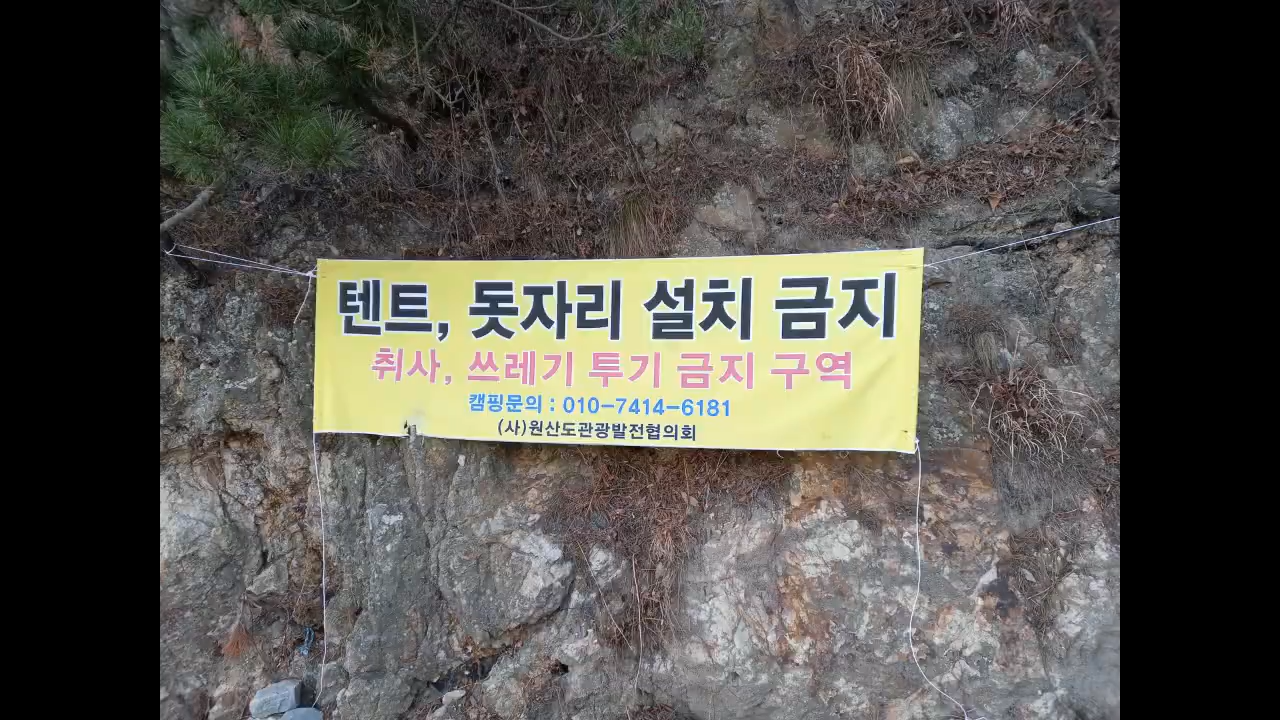 텐트, 돗자리 설치 금지
취사, 쓰레기 투기 금지 구역
캠핑문의 : 010-7414-6181
(사)원산도관광발전협의회